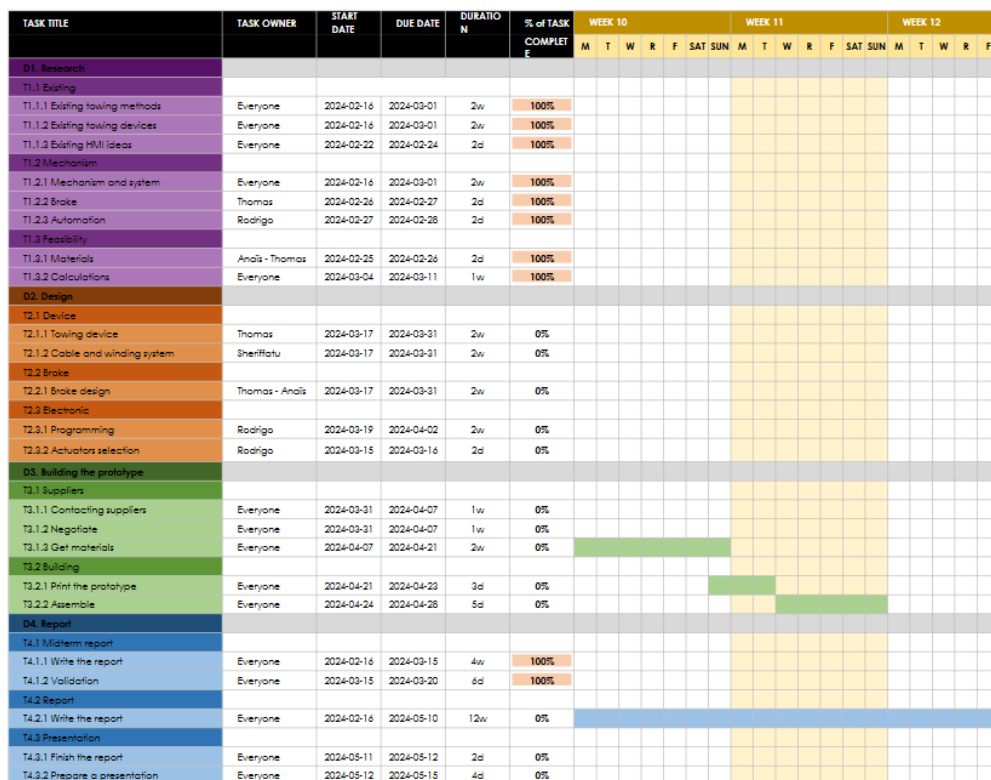 TASK TITLE TASK OWNER START DATE DUE DATE DURATIO N % of TASK COMPLET E WEEK 10 WEEK 11 WEEK 12
M T W R F SAT SUN M T W R F SAT SUN M T W R F
D1. Research
T1.1 Existing
T1.1.1 Existing towing methods Everyone 2024-02-16 2024-03-01 2w 100%
T1.1.2 Existing towing devices Everyone 2024-02-16 2024-03-01 2w 100%
T1.1.3 Existing HMI ideas Everyone 2024-02-22 2024-02-24 2d 100%
T1.2 Mechanism
T1.2.1 Mechanism and system Everyone 2024-02-16 2024-03-01 2w 100%
T1.2.2 Brake Thomas 2024-02-26 2024-02-27 2d 100%
T1.2.3 Automation Rodrigo 2024-02-27 2024-02-28 2d 100%
T1.3 Feasibility
T1.3.1 Materials Anaïs - Thomas 2024-02-25 2024-02-26 2d 100%
T1.3.2 Calculations Everyone 2024-03-04 2024-03-11 1w 100%
D2. Design
T2.1 Device
T2.1.1 Towing device Thomas 2024-03-17 2024-03-31 2w 0%
T2.1.2 Cable and winding system Sheriffatu 2024-03-17 2024-03-31 2w 0%
T2.2 Brake
T2.2.1 Brake design Thomas - Anaïs 2024-03-17 2024-03-31 2w 0%
T2.3 Electronic
T2.3.1 Programming Rodrigo 2024-03-19 2024-04-02 2w 0%
T2.3.2 Actuators selection Rodrigo 2024-03-15 2024-03-16 2d 0%
D3. Building the prototype
T3.1 Suppliers
T3.1.1 Contacting suppliers Everyone 2024-03-31 2024-04-07 1w 0%
T3.1.2 Negotiate Everyone 2024-03-31 2024-04-07 1w 0%
T3.1.3 Get materials Everyone 2024-04-07 2024-04-21 2w 0%
T3.2 Building
T3.2.1 Print the prototype Everyone 2024-04-21 2024-04-23 3d 0%
T3.2.2 Assemble Everyone 2024-04-24 2024-04-28 5d 0%
D4. Report
T4.1 Midterm report
T4.1.1 Write the report Everyone 2024-02-16 2024-03-15 4w 100%
T4.1.2 Validation Everyone 2024-03-15 2024-03-20 6d 100%
T4.2 Report
T4.2.1 Write the report Everyone 2024-02-16 2024-05-10 12w 0%
T4.3 Presentation
T4.3.1 Finish the report Everyone 2024-05-11 2024-05-12 2d 0%
T4.3.2 Prepare a presentation Everyone 2024-05-12 2024-05-15 4d 0%